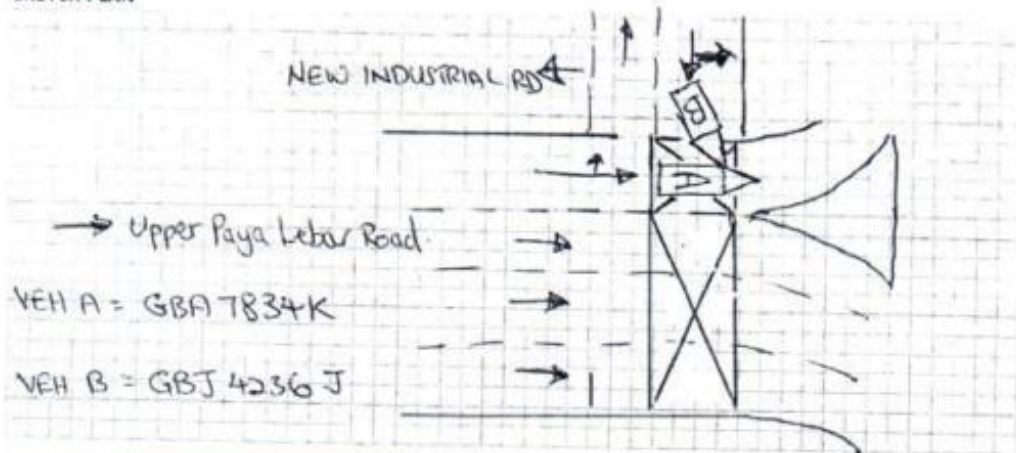 NEW INDUSTRIAL RD
B
A
Upper Paya Lebar Road.
VEH A = GBA 7834K
VEH B = GBJ 4236 J